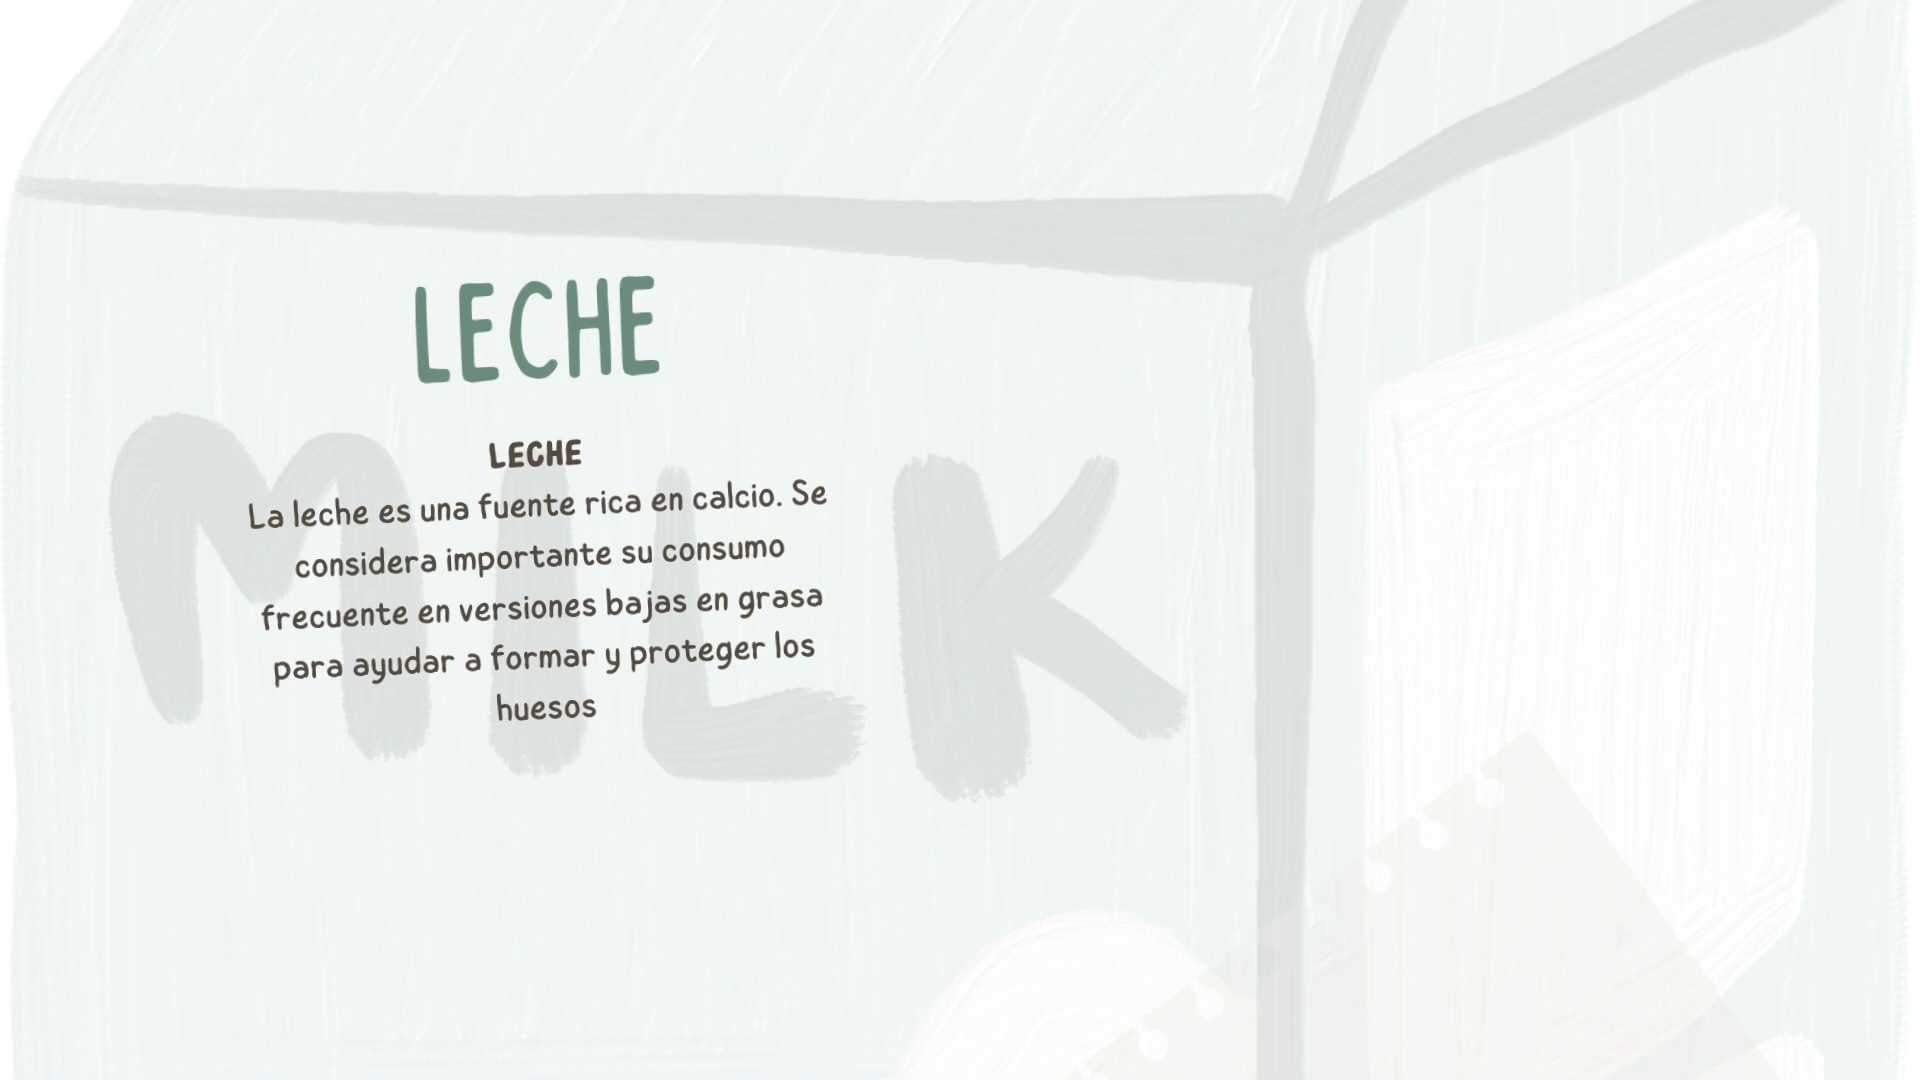 LECHE
MILK
LECHE
La leche es una fuente rica en calcio. Se
considera importante su consumo
frecuente en versiones bajas en grasa
para ayudar a formar y proteger los
huesos